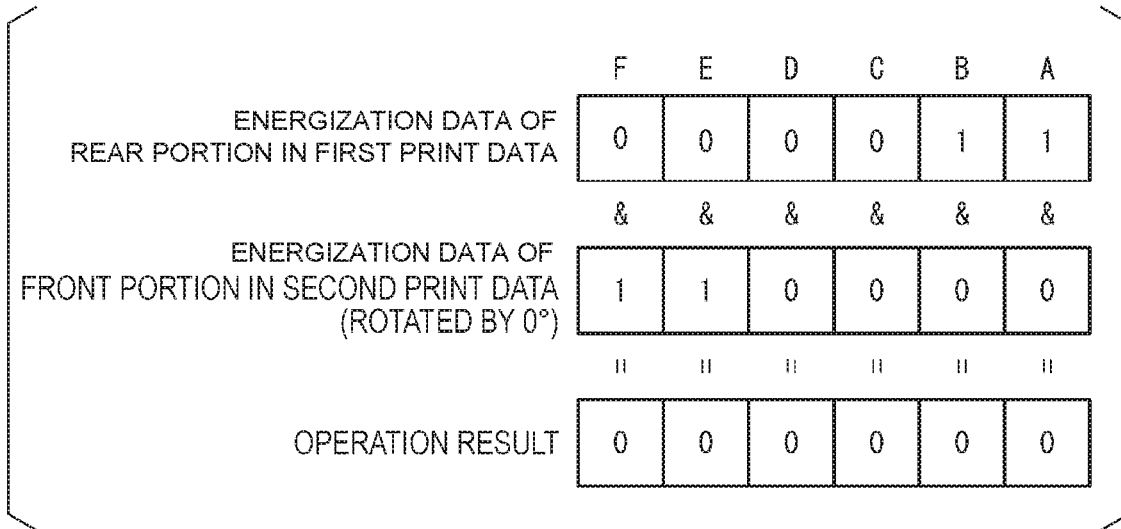 F E D C B A
ENERGIZATION DATA OF
REAR PORTION IN FIRST PRINT DATA
0 0 0 0 1 1
& & & & & &
ENERGIZATION DATA OF
FRONT PORTION IN SECOND PRINT DATA
(ROTATED BY 0°)
1 1 0 0 0 0
= = = = = =
OPERATION RESULT
0 0 0 0 0 0